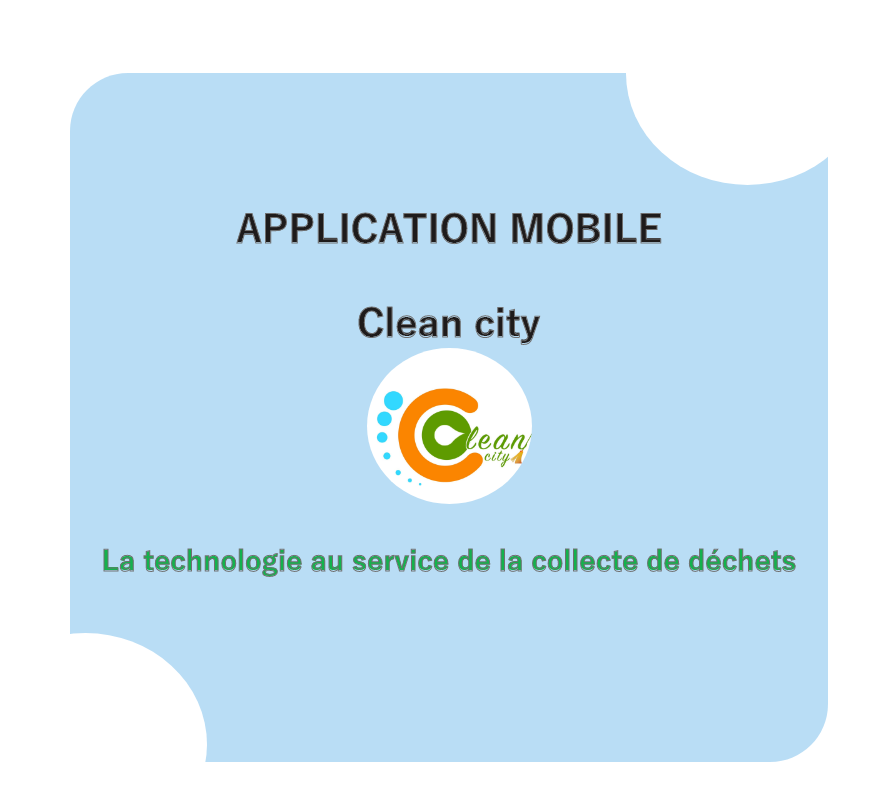 APPLICATION MOBILE
Clean city
Clean
city
La technologie au service de la collecte de déchets